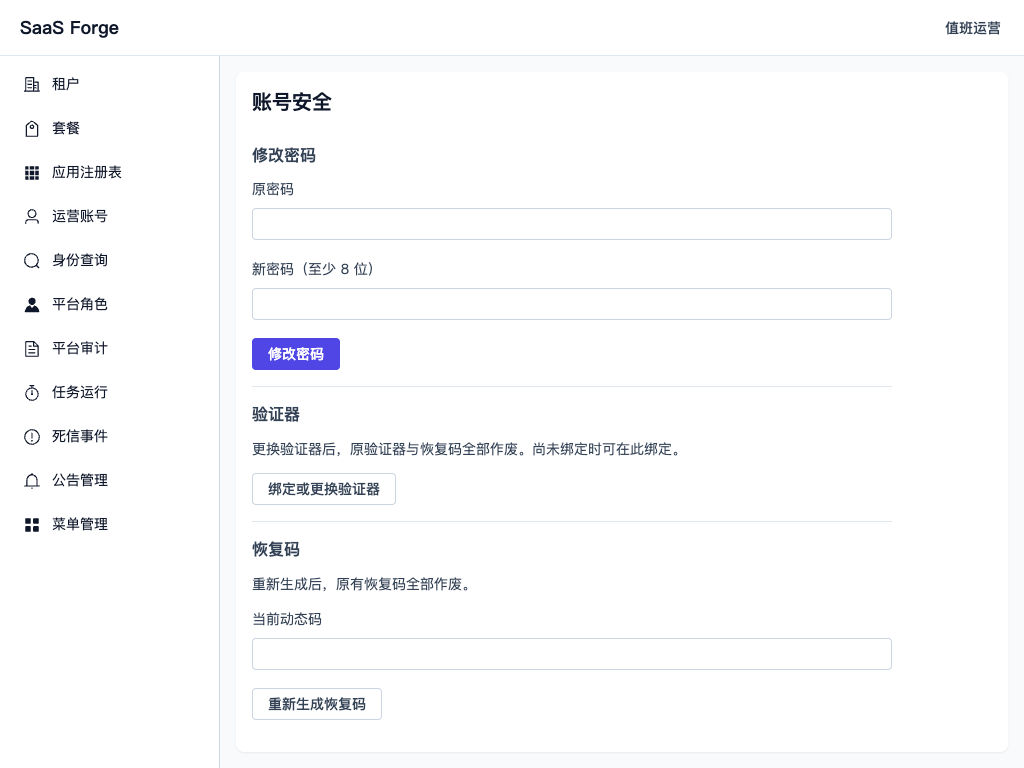 SaaS Forge
值班运营
租户
套餐
应用注册表
运营账号
身份查询
平台角色
平台审计
任务运行
死信事件
公告管理
菜单管理
账号安全
修改密码
原密码
新密码（至少 8 位）
修改密码
验证器
更换验证器后，原验证器与恢复码全部作废。尚未绑定时可在此绑定。
绑定或更换验证器
恢复码
重新生成后，原有恢复码全部作废。
当前动态码
重新生成恢复码